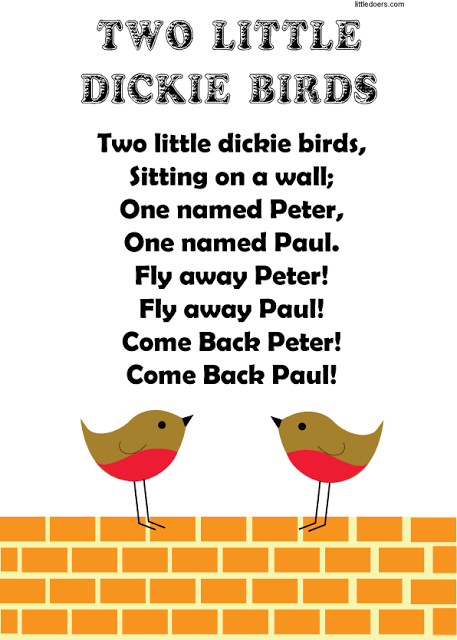 littledoers.com
TWO LITTLE
DICKIE BIRDS
Two little dickie birds,
Sitting on a wall;
One named Peter,
One named Paul.
Fly away Peter!
Fly away Paul!
Come Back Peter!
Come Back Paul!